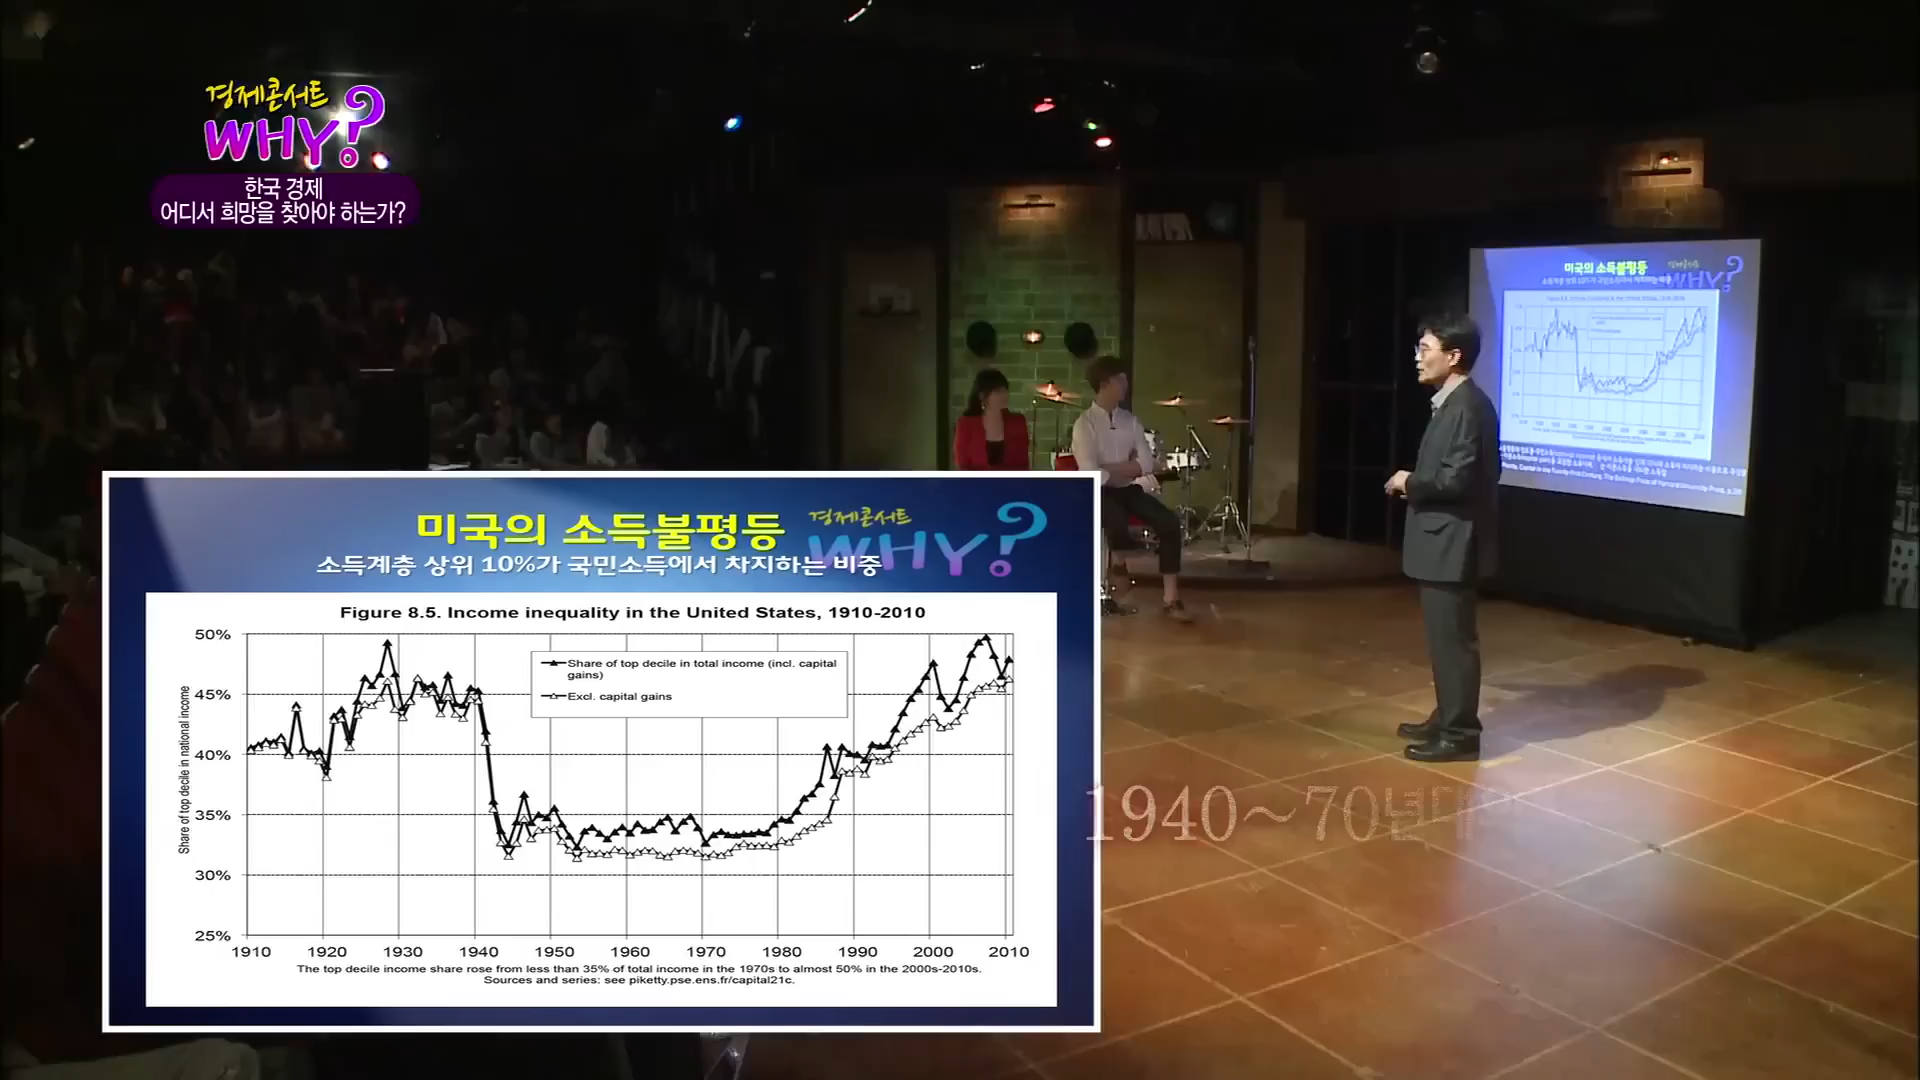 경제콘서트
WHY?
한국 경제
어디서 희망을 찾아야 하는가?
미국의 소득불평등
경제콘서트
WHY?
소득계층 상위 10%가 국민소득에서 차지하는 비중
Figure 8.5. Income inequality in the United States, 1910-2010
Share of top decile in national income
50%
45%
40%
35%
30%
25%
Share of top decile in total income (incl. capital
gains)
Excl. capital gains
1910 1920 1930 1940 1950 1960 1970 1980 1990 2000 2010
The top decile income share rose from less than 35% of total income in the 1970s to almost 50% in the 2000s-2010s.
Sources and series: see piketty.pse.ens.fr/capital21c.
1940~70년대
미국의 소득불평등
경제콘서트
WHY?